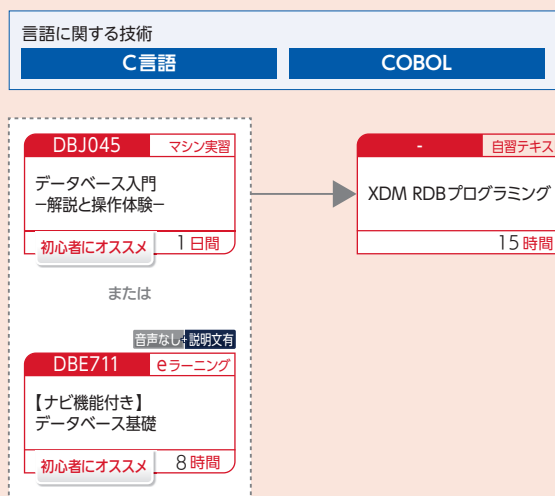 言語に関する技術
C言語
COBOL
DBJ045
マシン実習
データベース入門
−解説と操作体験−
初心者にオススメ
1日間
または
音声なし+説明文有
DBE711
eラーニング
【ナビ機能付き】
データベース基礎
初心者にオススメ
8時間
-
自習テキス
XDM RDBプログラミング
15時間